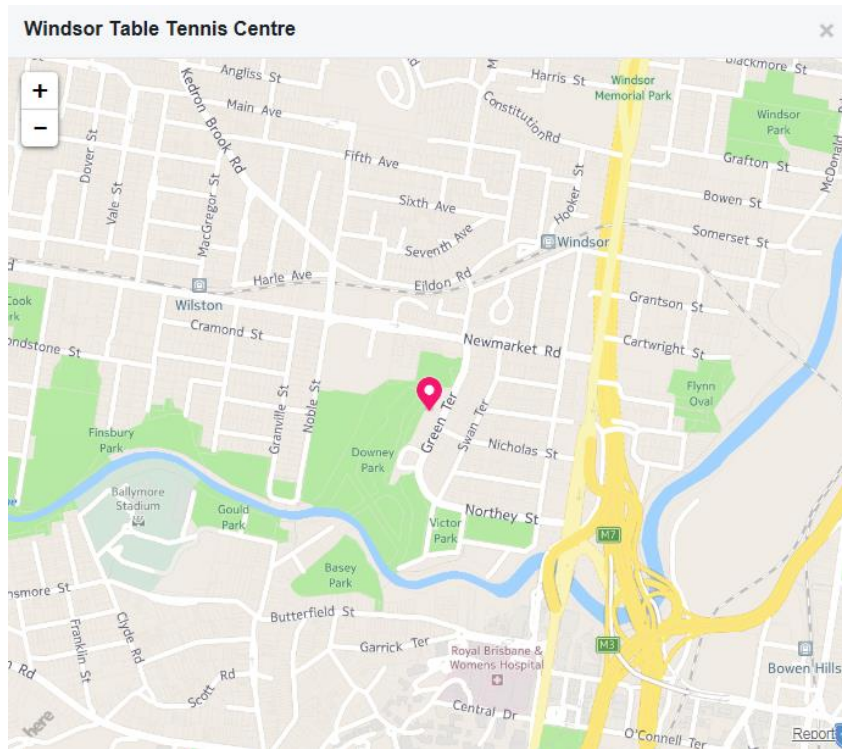 Windsor Table Tennis Centre
×
+
−
Angliss St
Main Ave
Kedron Brook Rd
Harris St
Windsor
Memorial Park
Blackmore St
Windsor
Park
Constitution Rd
Dover St
Vale St
MacGregor St
Fifth Ave
Sixth Ave
Seventh Ave
Hooker St
Grafton St
McDonald
Bowen St
Somerset St
Windsor
Eildon Rd
Harle Ave
Wilston
Cramond St
Cook
Grantson St
Cartwright St
Newmarket Rd
Flynn
Oval
Granville St
Noble St
Green Ter
Swan Ter
Nicholas St
Finsbury
Park
Downey
Park
Ballymore
Stadium
Gould
Park
Victor
Park
Northey St
M7
Basey
Park
Butterfield St
Franklin St
Clyde Rd
Scott Rd
Garrick Ter
Royal Brisbane &
Womens Hospital
M3
Bowen Hills
Central Dr
O'Connell Ter
here
Report